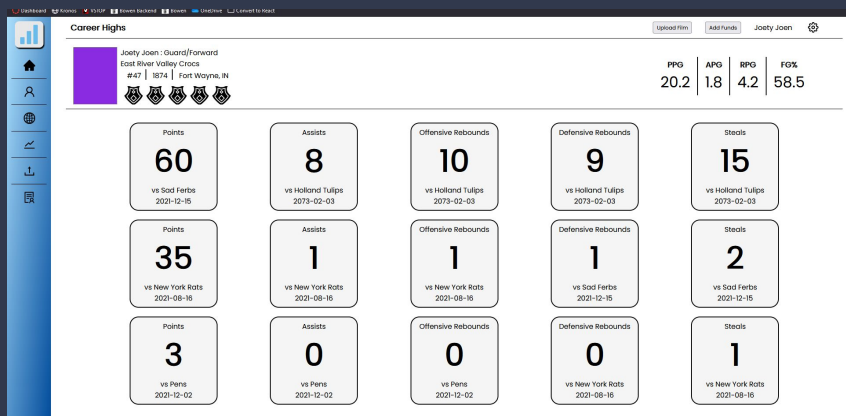 Dashboard Kronos VSTOP Bowen Backend Bowen OneDrive Convert to React
Career Highs
Upload Film Add Funds Joety Joen
Joety Joen : Guard/Forward
East River Valley Crocs
#47 1874 Fort Wayne, IN
PPG APG RPG FG%
20.2 1.8 4.2 58.5
Points Assists Offensive Rebounds Defensive Rebounds Steals
60 8 10 9 15
vs Sad Ferbs vs Holland Tulips vs Holland Tulips vs Holland Tulips vs Holland Tulips
2021-12-15 2073-02-03 2073-02-03 2073-02-03 2073-02-03
Points Assists Offensive Rebounds Defensive Rebounds Steals
35 1 1 1 2
vs New York Rats vs New York Rats vs New York Rats vs Sad Ferbs vs Sad Ferbs
2021-08-16 2021-08-16 2021-08-16 2021-12-15 2021-12-15
Points Assists Offensive Rebounds Defensive Rebounds Steals
3 0 0 0 1
vs Pens vs Pens vs Pens vs New York Rats vs New York Rats
2021-12-02 2021-12-02 2021-12-02 2021-08-16 2021-08-16